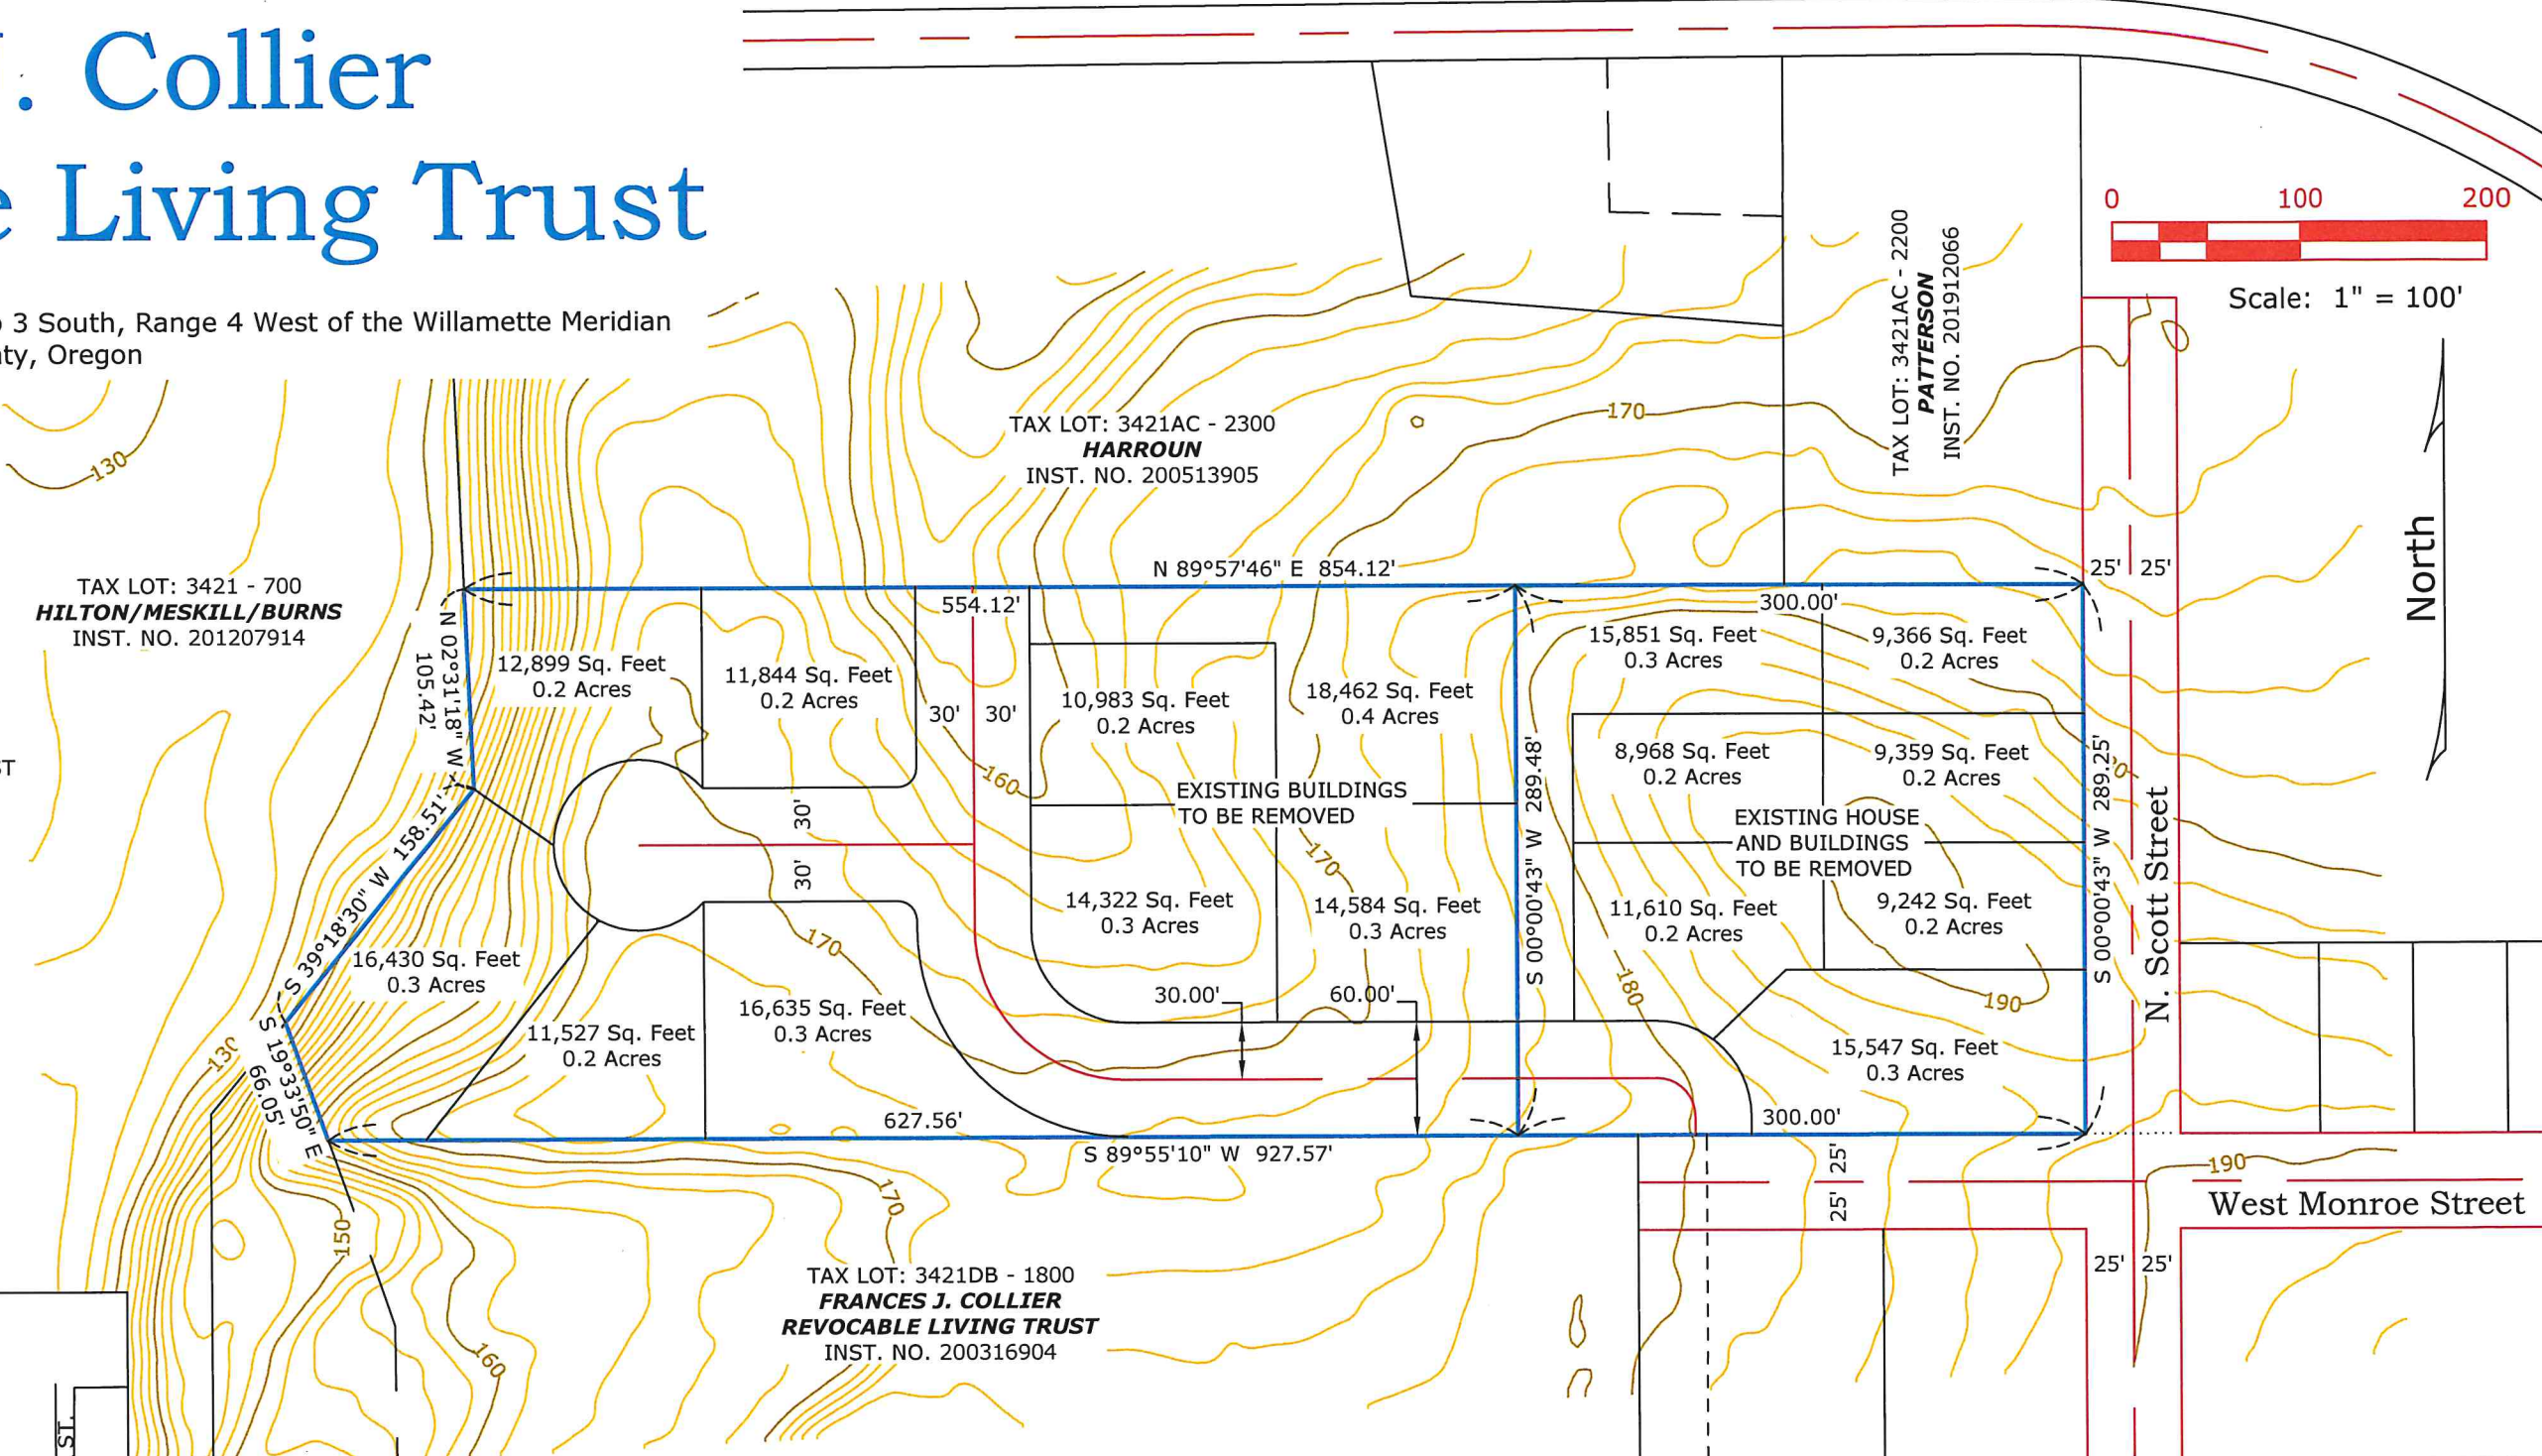 . Collier
e Living Trust
3 South, Range 4 West of the Willamette Meridian
ty, Oregon
0 100 200
Scale: 1" = 100'
North
TAX LOT: 3421AC - 2200
PATTERSON
INST. NO. 201912066
TAX LOT: 3421AC - 2300
HARROUN
INST. NO. 200513905
170
130
TAX LOT: 3421 - 700
HILTON/MESKILL/BURNS
INST. NO. 201207914
N 89°57'46" E 854.12'
25' 25'
554.12'
300.00'
N 02°31'18" W
105.42'
12,899 Sq. Feet
0.2 Acres
11,844 Sq. Feet
0.2 Acres
30' 30'
10,983 Sq. Feet
0.2 Acres
18,462 Sq. Feet
0.4 Acres
15,851 Sq. Feet
0.3 Acres
9,366 Sq. Feet
0.2 Acres
8,968 Sq. Feet
0.2 Acres
9,359 Sq. Feet
0.2 Acres
160
EXISTING BUILDINGS
TO BE REMOVED
EXISTING HOUSE
AND BUILDINGS
TO BE REMOVED
S 00°00'43" W 289.48'
S 00°00'43" W 289.25'
N. Scott Street
30'
30'
170
S 39°18'30" W 158.51'
16,430 Sq. Feet
0.3 Acres
170
14,322 Sq. Feet
0.3 Acres
14,584 Sq. Feet
0.3 Acres
11,610 Sq. Feet
0.2 Acres
9,242 Sq. Feet
0.2 Acres
180
190
30.00'
60.00'
11,527 Sq. Feet
0.2 Acres
16,635 Sq. Feet
0.3 Acres
15,547 Sq. Feet
0.3 Acres
130
S 19°33'50" E
66.05'
627.56'
300.00'
S 89°55'10" W 927.57'
25'
25'
190
West Monroe Street
25' 25'
150
170
160
TAX LOT: 3421DB - 1800
FRANCES J. COLLIER
REVOCABLE LIVING TRUST
INST. NO. 200316904
ST.